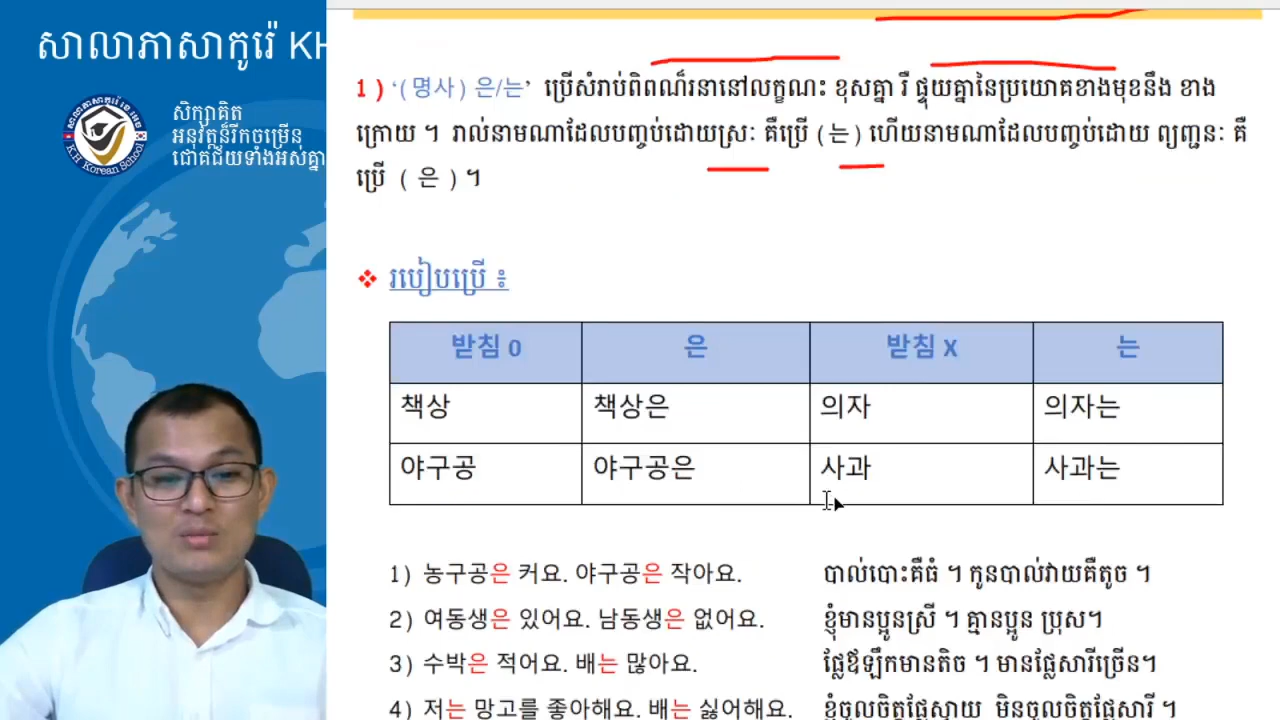 សាលាភាសាកូរ៉េ KH
សិក្សាគិត
អនុវត្តន៍រីកចម្រើន
ជោគជ័យទាំងអស់គ្នា
K.H Korean School
1 ) ‘(명사) 은/는’ ប្រើសំរាប់ពិពណ៌រនានៅលក្ខណះ ខុសគ្នា រឺ ផ្ទុយគ្នានៃប្រយោគខាងមុខនឹង ខាង
ក្រោយ ។ រាល់នាមណាដែលបញ្ចប់ដោយស្រៈ គឺប្រើ (는) ហើយនាមណាដែលបញ្ចប់ដោយ ព្យញ្ជនៈ គឺ
ប្រើ ( 은 ) ។
❖ របៀបប្រើ ៖
받침 0 은 받침 X 는
책상 책상은 의자 의자는
야구공 야구공은 사과 사과는
1) 농구공은 커요. 야구공은 작아요. បាល់បោះគឺធំ ។ កូនបាល់វាយគឺតូច ។
2) 여동생은 있어요. 남동생은 없어요. ខ្ញុំមានប្អូនស្រី ។ គ្មានប្អូន ប្រុស។
3) 수박은 적어요. 배는 많아요. ផ្លែឪឡឹកមានតិច ។ មានផ្លែសារីច្រើន។
4) 저는 망고를 좋아해요. 배는 싫어해요. ខ្ញុំចូលចិត្តផ្លែស្វាយ មិនចូលចិត្តផ្លែសារី ។